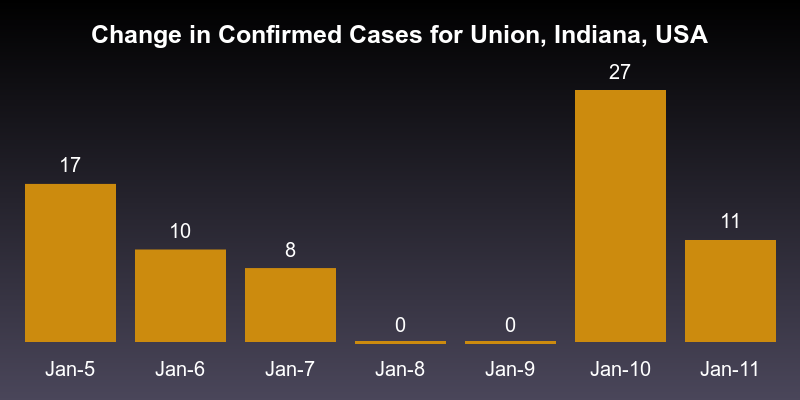 Change in Confirmed Cases for Union, Indiana, USA
17
10
8
0
0
27
11
Jan-5
Jan-6
Jan-7
Jan-8
Jan-9
Jan-10
Jan-11